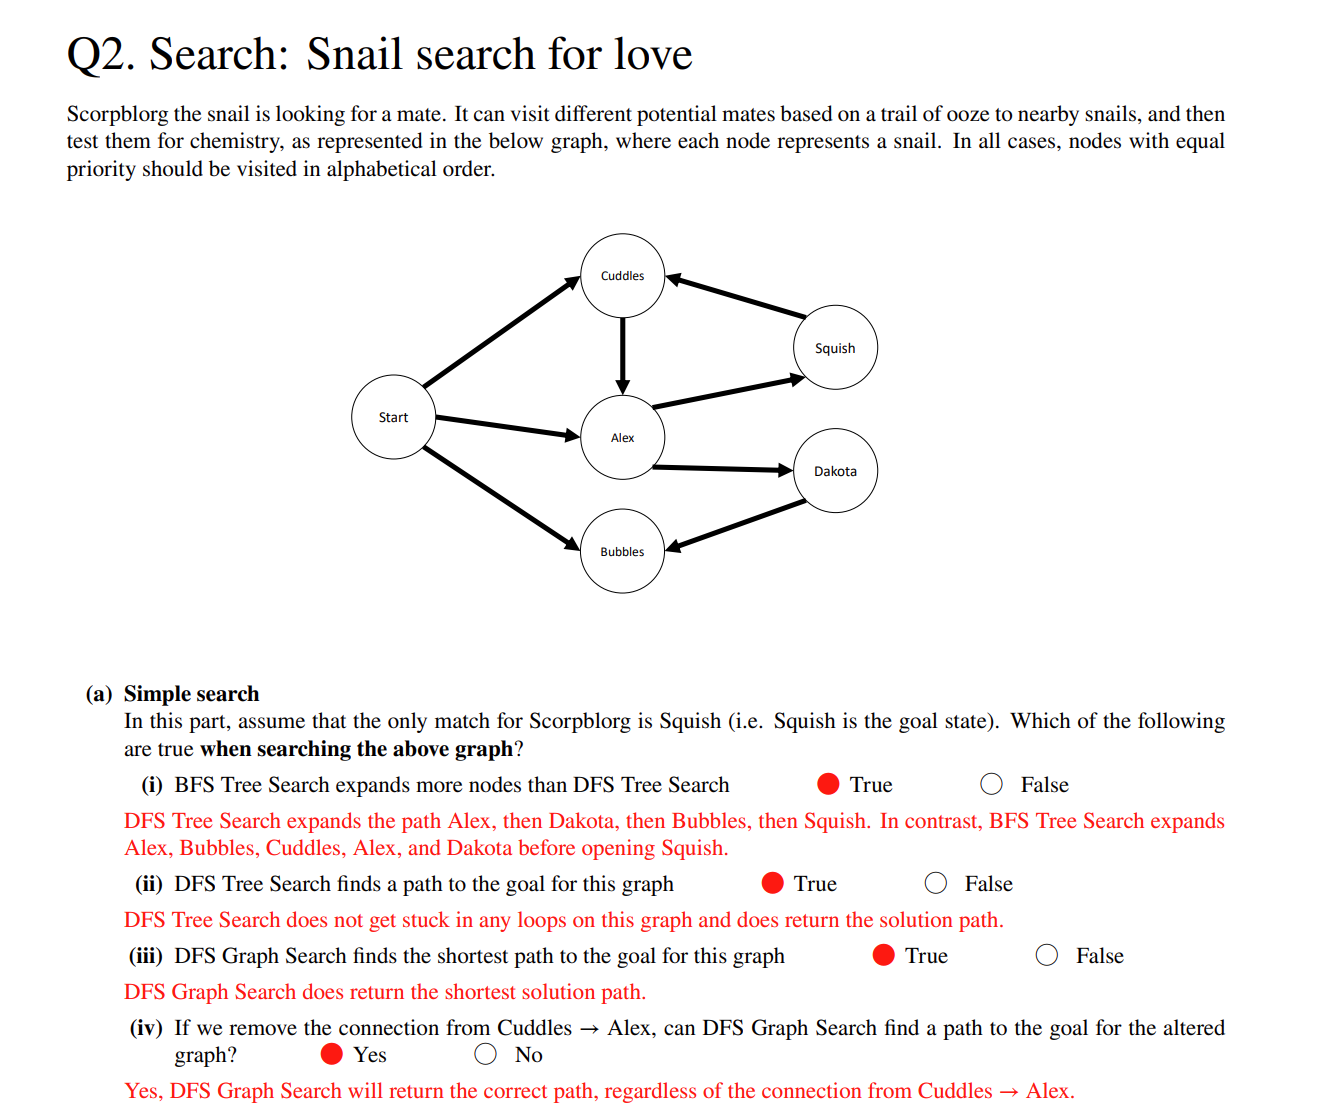 Q2. Search: Snail search for love
Scorpblorg the snail is looking for a mate. It can visit different potential mates based on a trail of ooze to nearby snails, and then
test them for chemistry, as represented in the below graph, where each node represents a snail. In all cases, nodes with equal
priority should be visited in alphabetical order.
Cuddles
Squish
Start
Alex
Dakota
Bubbles
(a) Simple search
In this part, assume that the only match for Scorpblorg is Squish (i.e. Squish is the goal state). Which of the following
are true when searching the above graph?
(i) BFS Tree Search expands more nodes than DFS Tree Search True False
DFS Tree Search expands the path Alex, then Dakota, then Bubbles, then Squish. In contrast, BFS Tree Search expands
Alex, Bubbles, Cuddles, Alex, and Dakota before opening Squish.
(ii) DFS Tree Search finds a path to the goal for this graph True False
DFS Tree Search does not get stuck in any loops on this graph and does return the solution path.
(iii) DFS Graph Search finds the shortest path to the goal for this graph True False
DFS Graph Search does return the shortest solution path.
(iv) If we remove the connection from Cuddles → Alex, can DFS Graph Search find a path to the goal for the altered
graph? Yes No
Yes, DFS Graph Search will return the correct path, regardless of the connection from Cuddles → Alex.